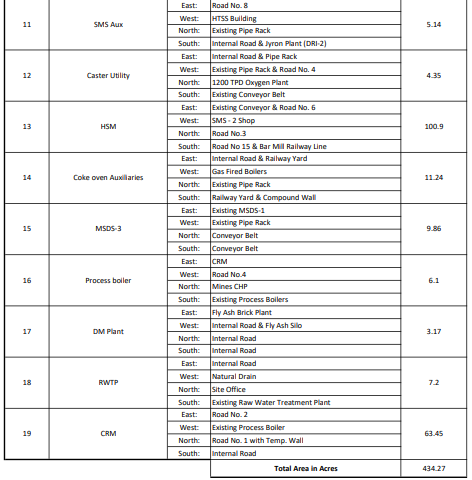 East: Road No. 8
11 SMS Aux West: HTSS Building 5.14
North: Existing Pipe Rack
South: Internal Road & Jyron Plant (DRI-2)
East: Internal Road & Pipe Rack
12 Caster Utility West: Existing Pipe Rack & Road No. 4 4.35
North: 1200 TPD Oxygen Plant
South: Existing Conveyor Belt
East: Existing Conveyor & Road No. 6
13 HSM West: SMS - 2 Shop 100.9
North: Road No.3
South: Road No 15 & Bar Mill Railway Line
East: Internal Road & Railway Yard
14 Coke oven Auxiliaries West: Gas Fired Boilers 11.24
North: Existing Pipe Rack
South: Railway Yard & Compound Wall
East: Existing MSDS-1
15 MSDS-3 West: Existing Pipe Rack 9.86
North: Conveyor Belt
South: Conveyor Belt
East: CRM
16 Process boiler West: Road No.4 6.1
North: Mines CHP
South: Existing Process Boilers
East: Fly Ash Brick Plant
17 DM Plant West: Internal Road & Fly Ash Silo 3.17
North: Internal Road
South: Internal Road
East: Internal Road
18 RWTP West: Natural Drain 7.2
North: Site Office
South: Existing Raw Water Treatment Plant
East: Road No. 2
19 CRM West: Existing Process Boiler 63.45
North: Road No. 1 with Temp. Wall
South: Internal Road
Total Area in Acres 434.27